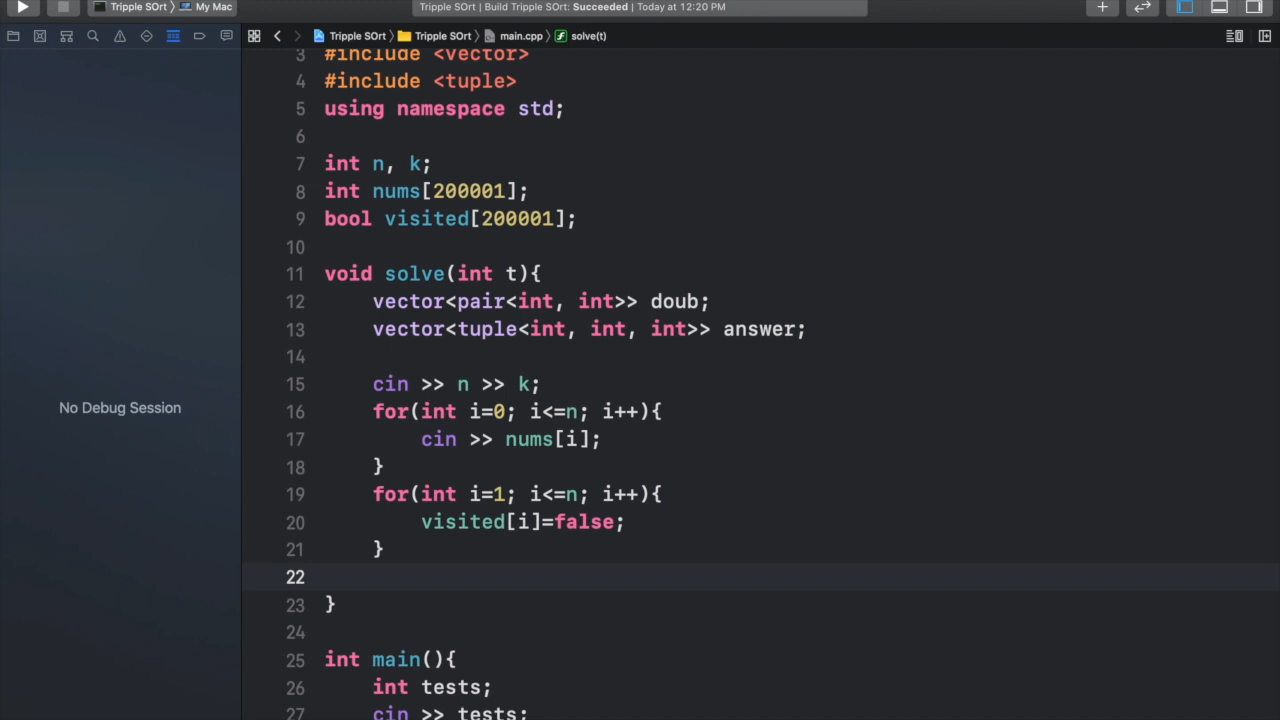 Tripple SOrt 〉 My Mac
Tripple SOrt | Build Tripple SOrt: Succeeded | Today at 12:20 PM
Tripple SOrt 〉 Tripple SOrt 〉 main.cpp 〉 solve(t)
No Debug Session
3 #include <vector>
4 #include <tuple>
5 using namespace std;
6
7 int n, k;
8 int nums[200001];
9 bool visited[200001];
10
11 void solve(int t){
12 vector<pair<int, int>> doub;
13 vector<tuple<int, int, int>> answer;
14
15 cin >> n >> k;
16 for(int i=0; i<=n; i++){
17 cin >> nums[i];
18 }
19 for(int i=1; i<=n; i++){
20 visited[i]=false;
21 }
22
23 }
24
25 int main(){
26 int tests;
27 cin >> tests;